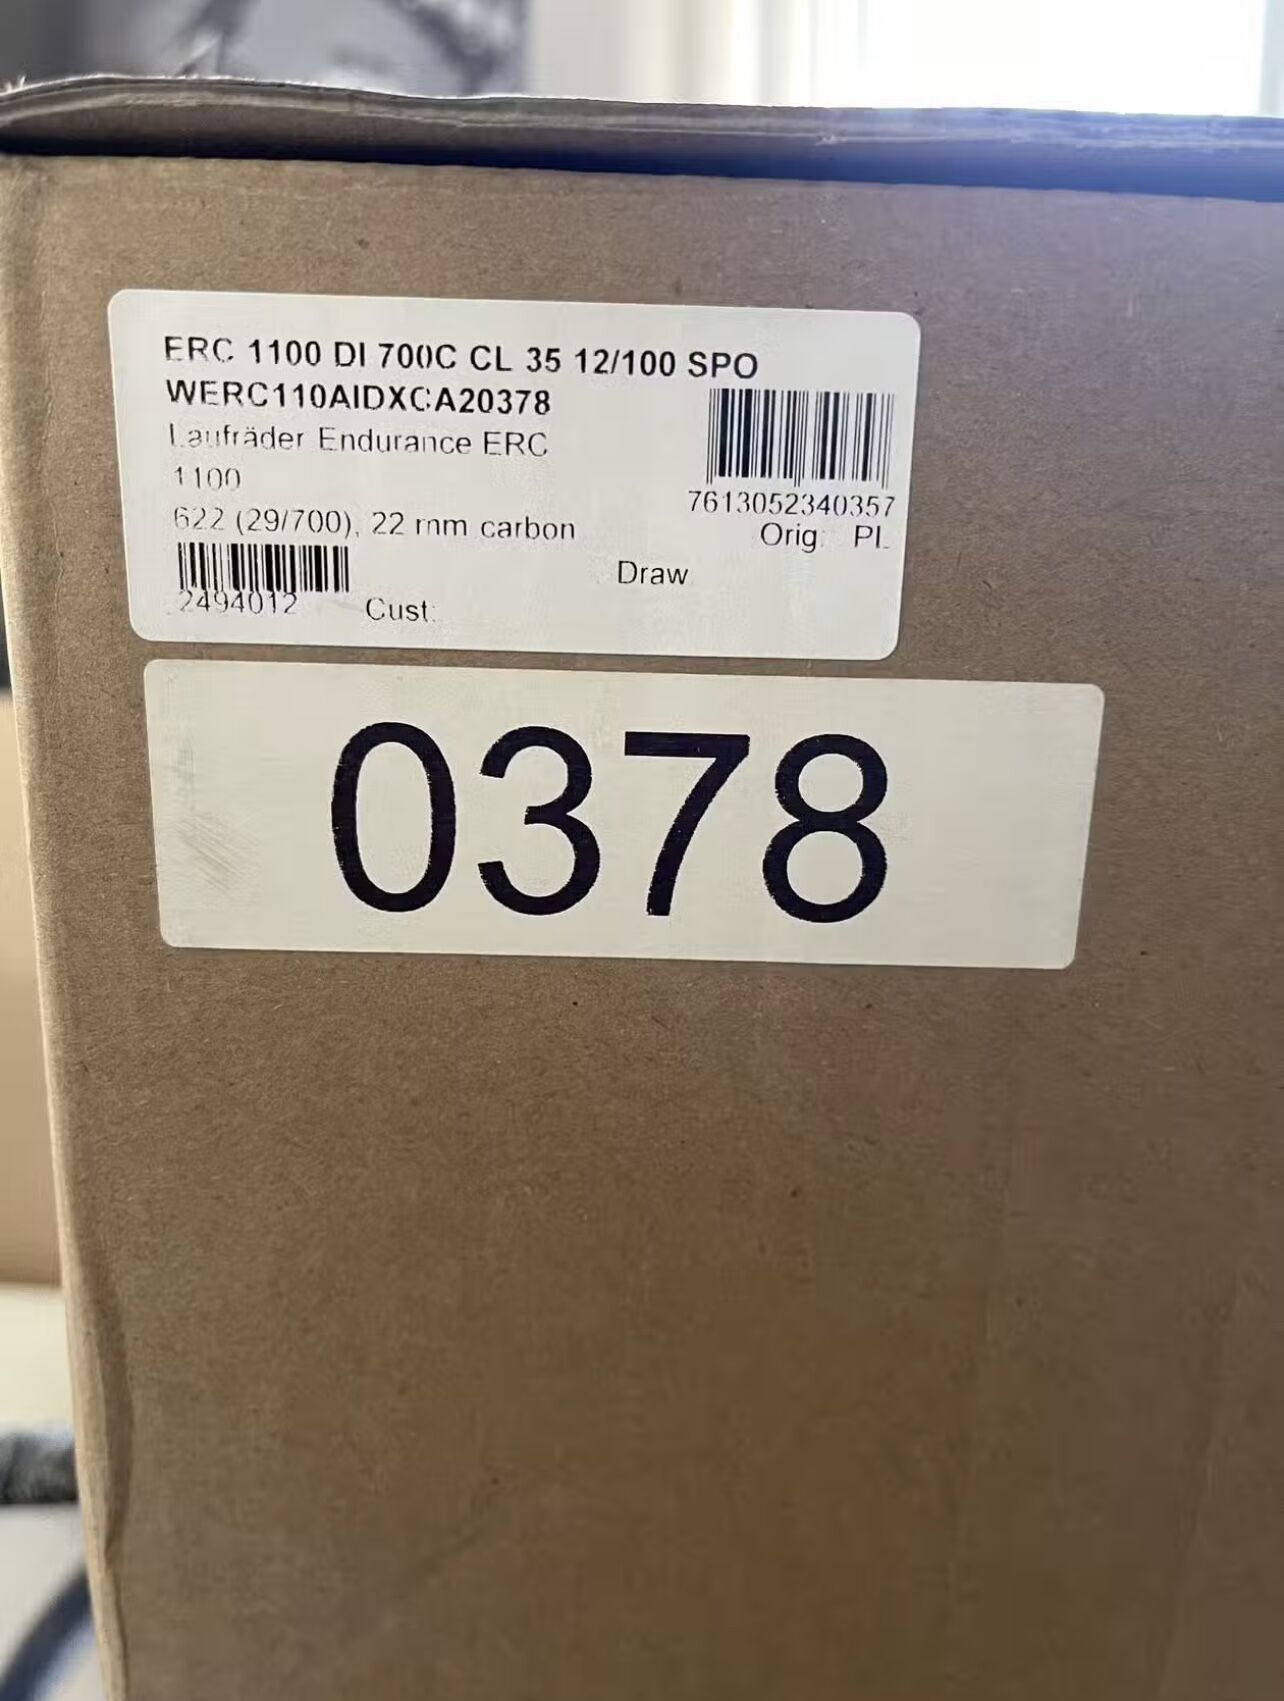 ERC 1100 DI 700C CL 35 12/100 SPO
WERC110AIDXCA20378
Laufräder Endurance ERC
1100
7613052340357
622 (29/700), 22 mm carbon
Orig: PL
Draw
2494012
Cust:
0378